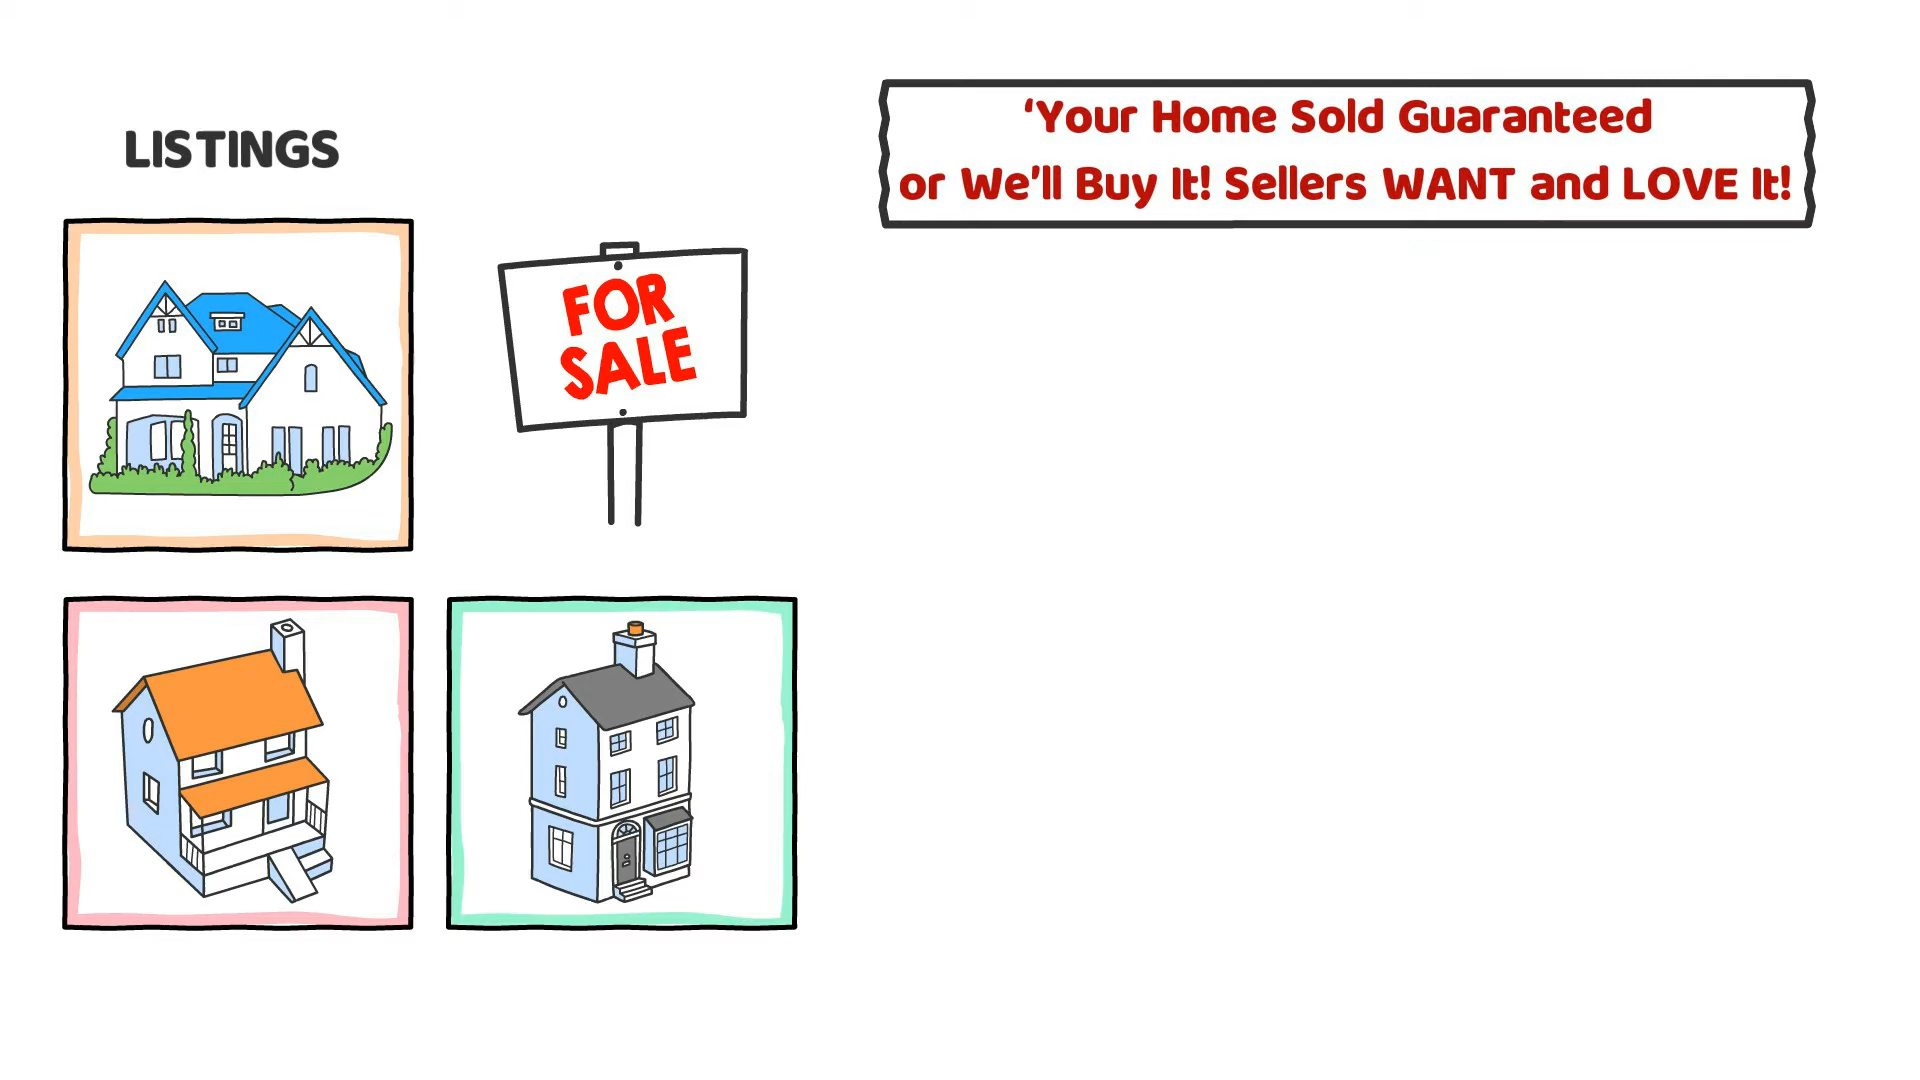 LISTINGS
‘Your Home Sold Guaranteed
or We'll Buy It! Sellers WANT and LOVE It!
FOR
SALE